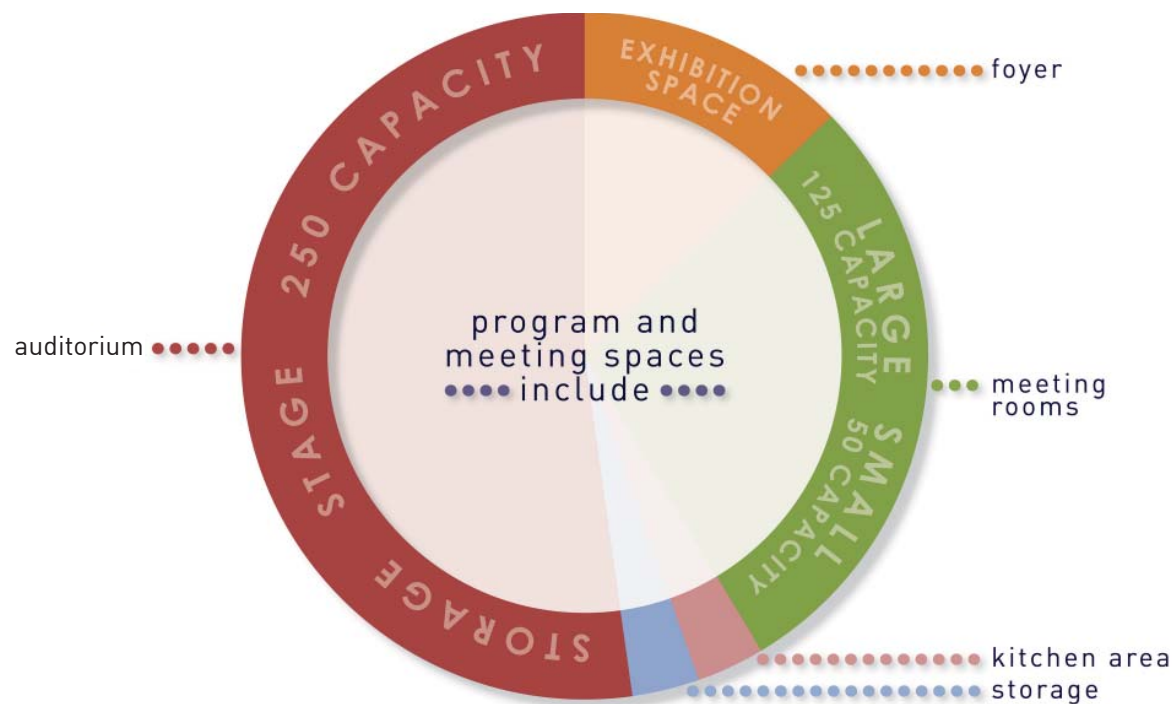 EXHIBITION
SPACE
foyer
LARGE
125 CAPACITY
SMALL
50 CAPACITY
meeting
rooms
kitchen area
storage
STORAGE
STAGE
250 CAPACITY
auditorium
program and
meeting spaces
include